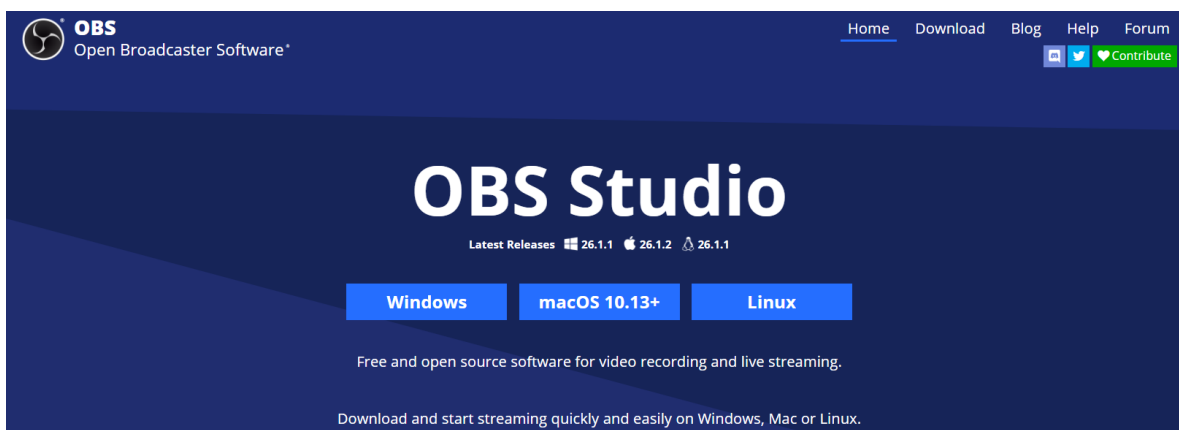 OBS
Open Broadcaster Software®
Home Download Blog Help Forum
Contribute
OBS Studio
Latest Releases 26.1.1 26.1.2 26.1.1
Windows macOS 10.13+ Linux
Free and open source software for video recording and live streaming.
Download and start streaming quickly and easily on Windows, Mac or Linux.